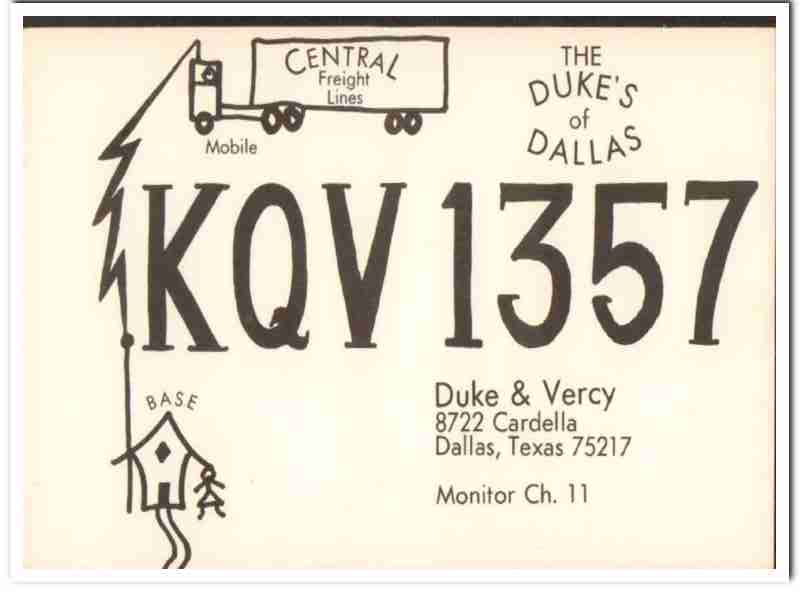 CENTRAL
Freight
Lines
Mobile
THE
DUKE'S
of
DALLAS
KQV 1357
BASE
Duke & Vercy
8722 Cardella
Dallas, Texas 75217
Monitor Ch. 11